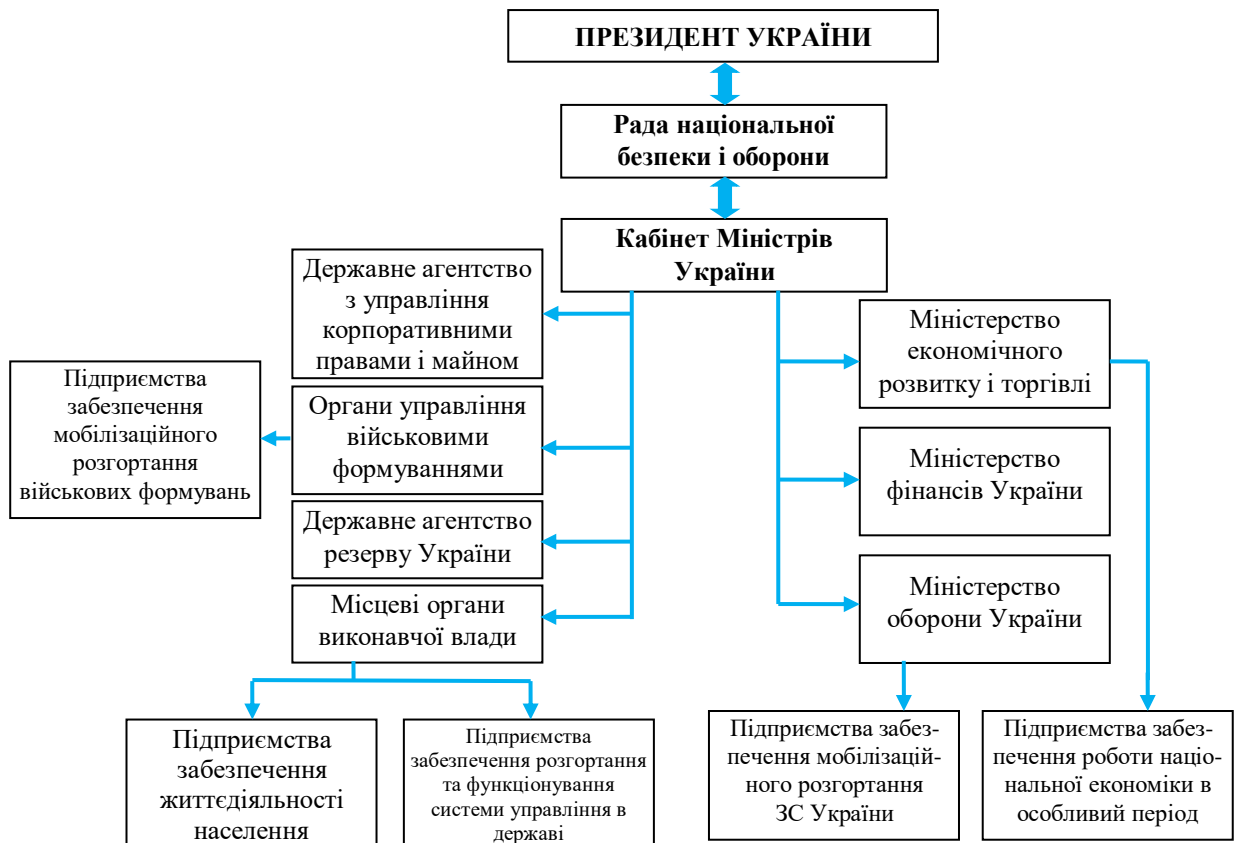 ПРЕЗИДЕНТ УКРАЇНИ
Рада національної
безпеки і оборони
Кабінет Міністрів
України
Державне агентство
з управління
корпоративними
правами і майном
Міністерство
економічного
розвитку і торгівлі
Підприємства
забезпечення
мобілізаційного
розгортання
військових формувань
Органи управління
військовими
формуваннями
Міністерство
фінансів України
Державне агентство
резерву України
Міністерство
оборони України
Місцеві органи
виконавчої влади
Підприємства
забезпечення
життєдіяльності
населення
Підприємства
забезпечення розгортання
та функціонування
системи управління в
державі
Підприємства забез-
печення мобілізацій-
ного розгортання
ЗС України
Підприємства забез-
печення роботи націо-
нальної економіки в
особливий період